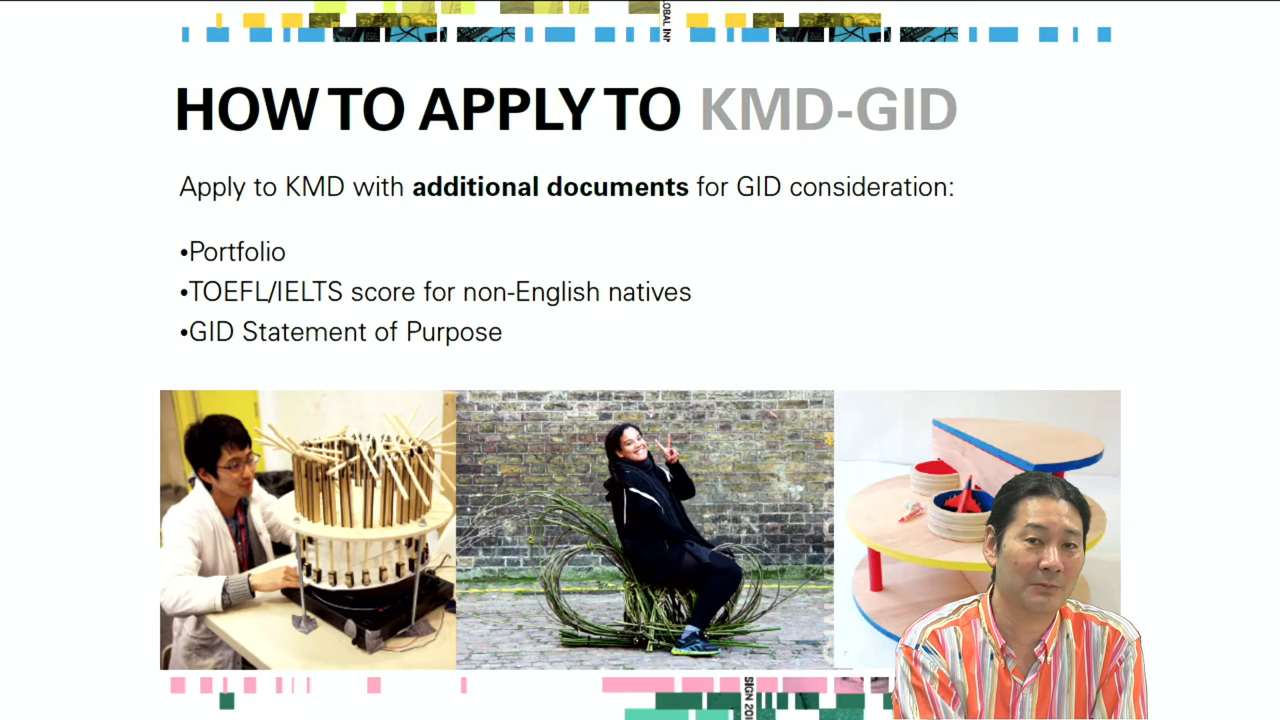 HOW TO APPLY TO KMD-GID
Apply to KMD with additional documents for GID consideration:
•Portfolio
•TOEFL/IELTS score for non-English natives
•GID Statement of Purpose